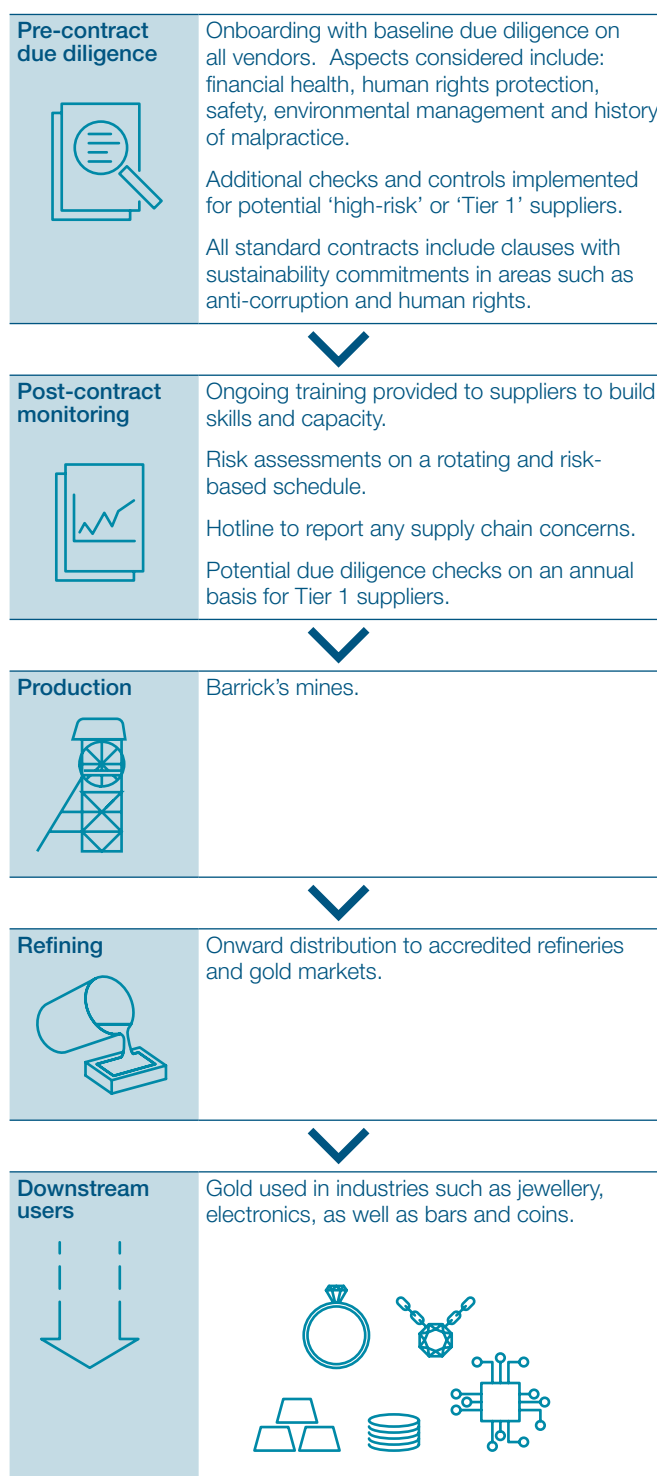 Pre-contract
due diligence
Onboarding with baseline due diligence on
all vendors.  Aspects considered include:
financial health, human rights protection,
safety, environmental management and history
of malpractice.
Additional checks and controls implemented
for potential ‘high-risk’ or ‘Tier 1’ suppliers.
All standard contracts include clauses with
sustainability commitments in areas such as
anti-corruption and human rights.
Post-contract
monitoring
Ongoing training provided to suppliers to build
skills and capacity.
Risk assessments on a rotating and risk-
based schedule.
Hotline to report any supply chain concerns.
Potential due diligence checks on an annual
basis for Tier 1 suppliers.
Production
Barrick’s mines.
Refining
Onward distribution to accredited refineries
and gold markets.
Downstream
users
Gold used in industries such as jewellery,
electronics, as well as bars and coins.